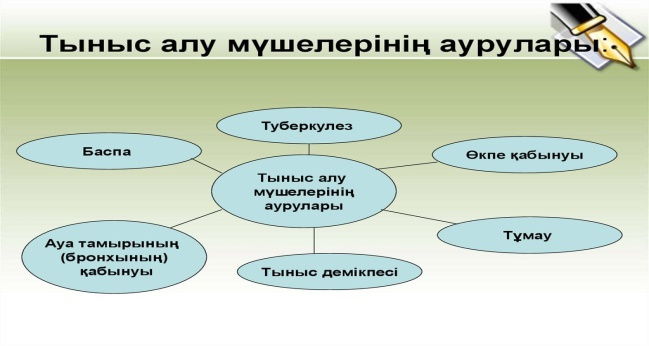 Тыныс алу мүшелерінің аурулары:.
Туберкулез
Баспа
Өкпе қабынуы
Тыныс алу
мүшелерінің
аурулары
Ауа тамырының
(бронхының)
қабынуы
Тұмау
Тыныс демікпесі